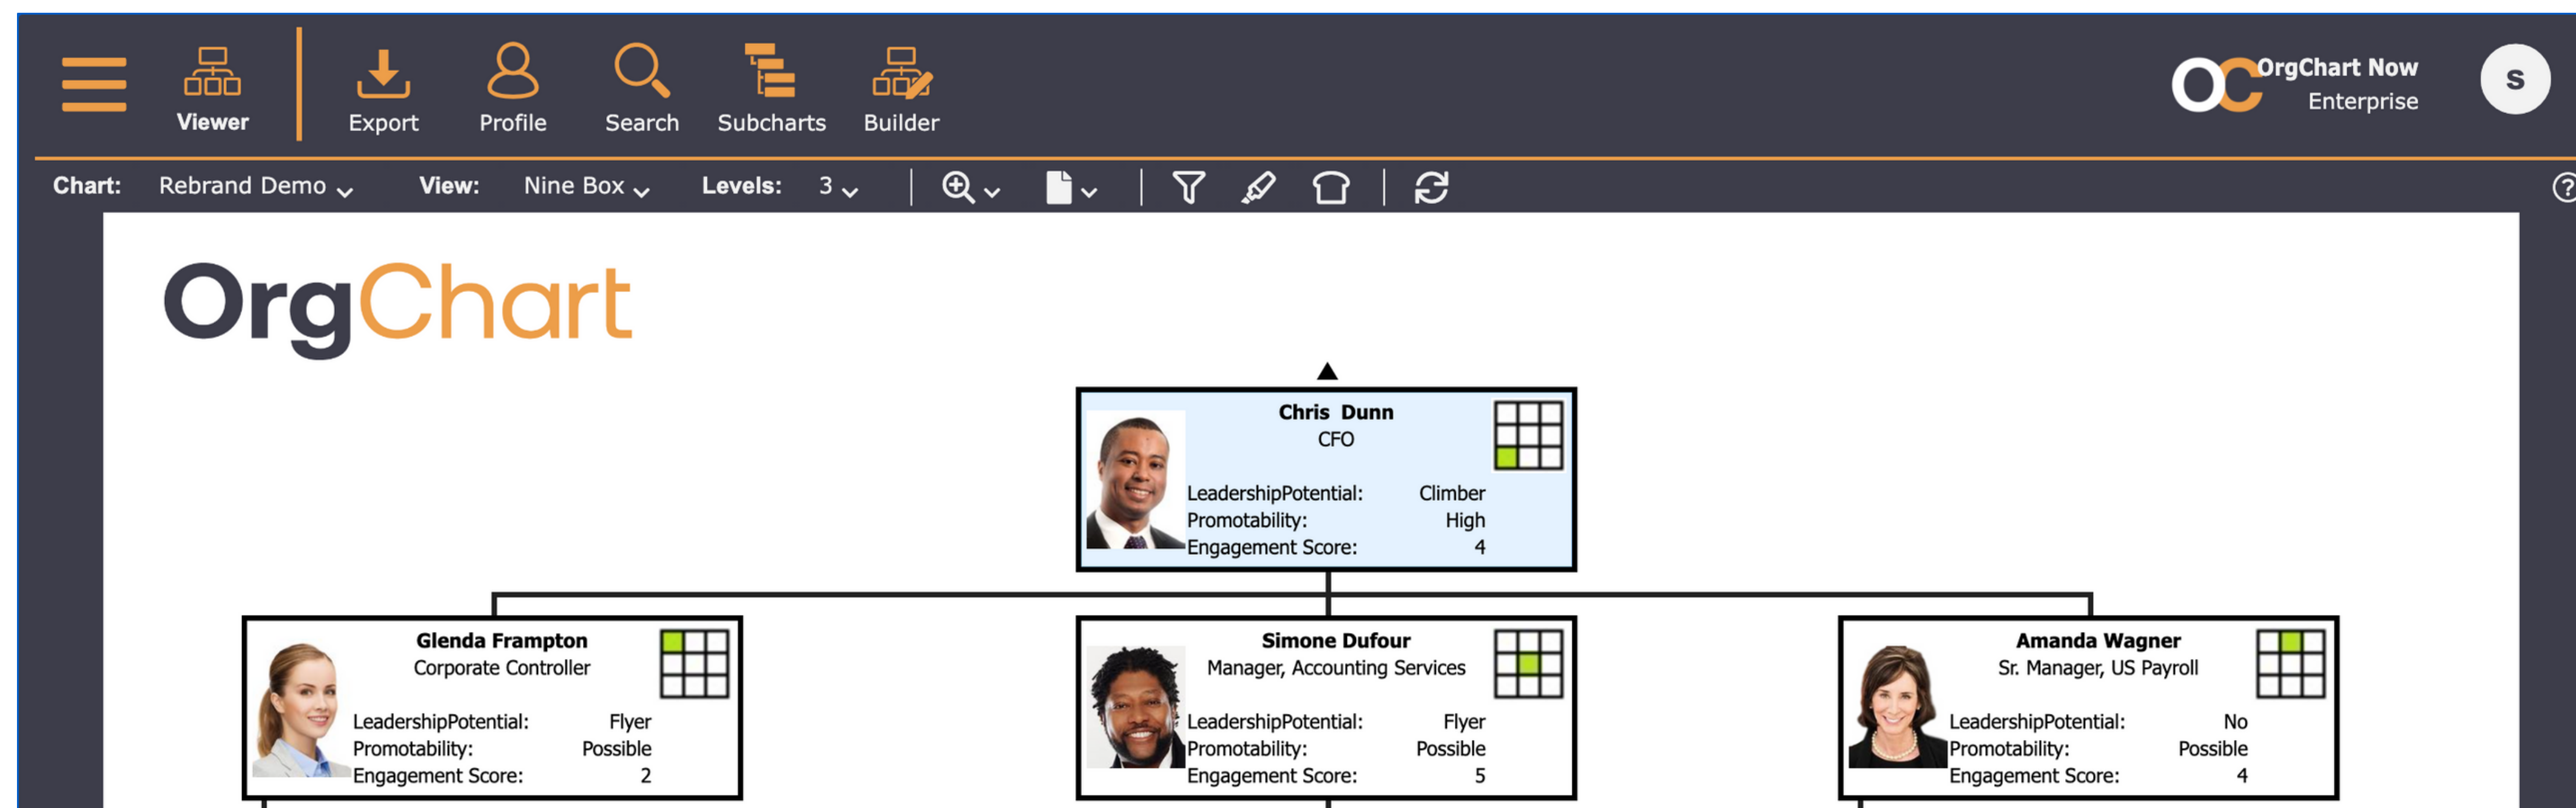 Viewer
Export
Profile
Search
Subcharts
Builder
OC
OrgChart Now
Enterprise
S
Chart: Rebrand Demo View: Nine Box Levels: 3
?
OrgChart
Chris Dunn
CFO
LeadershipPotential: Climber
Promotability: High
Engagement Score: 4
Glenda Frampton
Corporate Controller
LeadershipPotential: Flyer
Promotability: Possible
Engagement Score: 2
Simone Dufour
Manager, Accounting Services
LeadershipPotential: Flyer
Promotability: Possible
Engagement Score: 5
Amanda Wagner
Sr. Manager, US Payroll
LeadershipPotential: No
Promotability: Possible
Engagement Score: 4